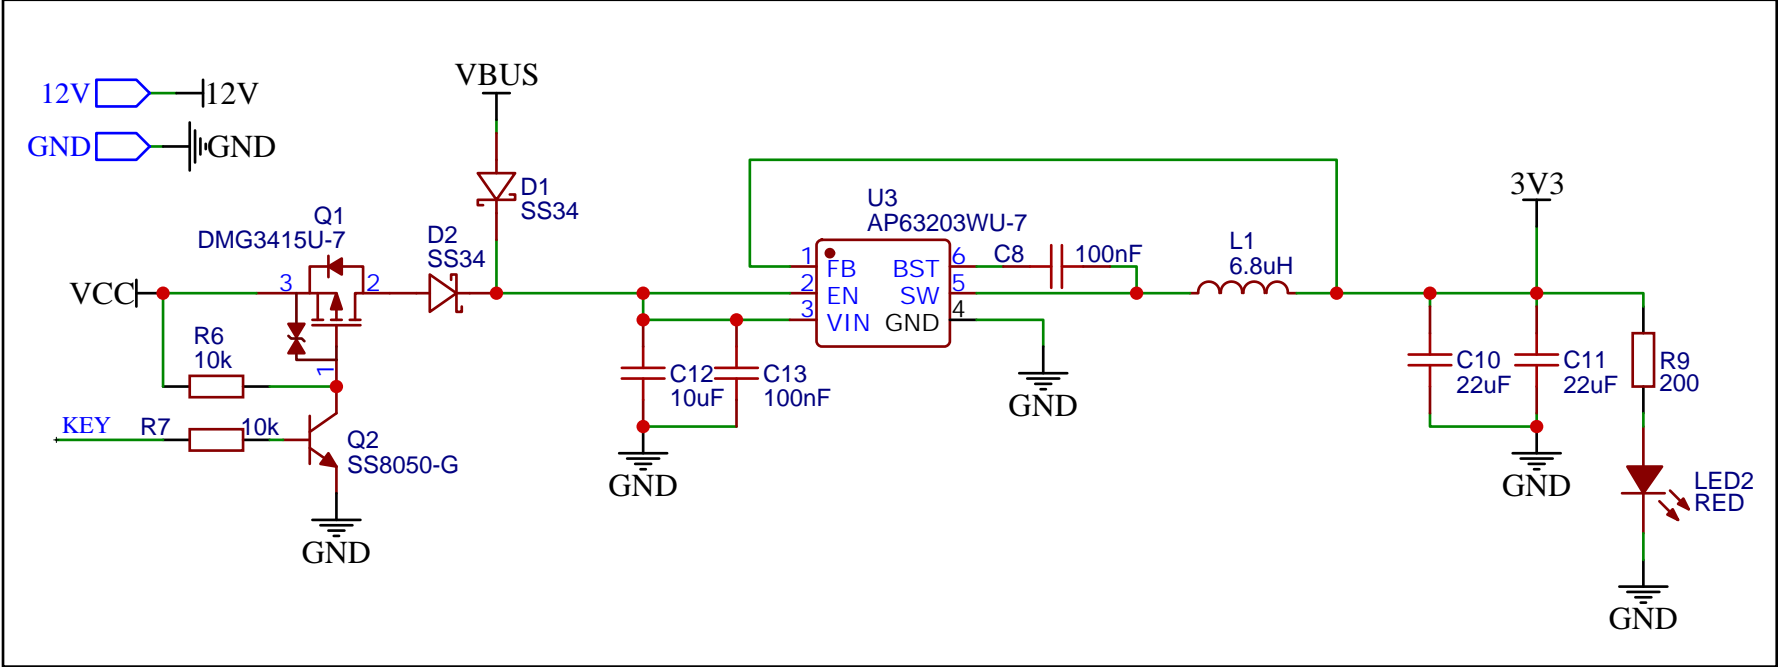 VBUS
12V
12V
GND
GND
D1
SS34
Q1
DMG3415U-7
D2
SS34
U3
AP63203WU-7
3V3
VCC
3
2
1
R6
10k
KEY
R7
10k
Q2
SS8050-G
GND
1
2
3
FB
EN
VIN
BST
SW
GND
6
5
4
C8
100nF
L1
6.8uH
C12
10uF
C13
100nF
GND
GND
C10
22uF
C11
22uF
GND
R9
200
LED2
RED
GND